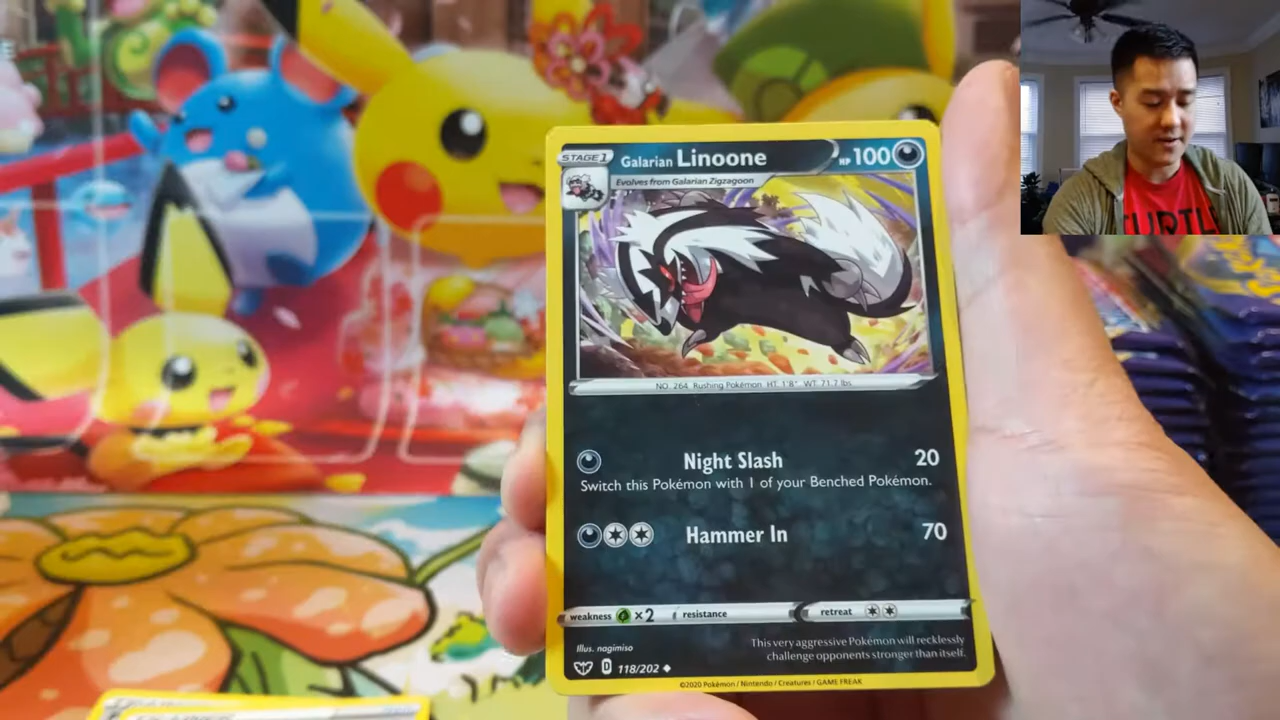 STAGE 1
Galarian Linoone
HP 100
Evolves from Galarian Zigzagoon
NO. 264 Rushing Pokémon HT: 1'8" WT: 71.7 lbs.
Night Slash 20
Switch this Pokémon with 1 of your Benched Pokémon.
Hammer In 70
weakness ×2 resistance retreat
Illus. nagimiso
This very aggressive Pokémon will recklessly
challenge opponents stronger than itself.
D 118/202
©2020 Pokémon / Nintendo / Creatures / GAME FREAK
TURTL